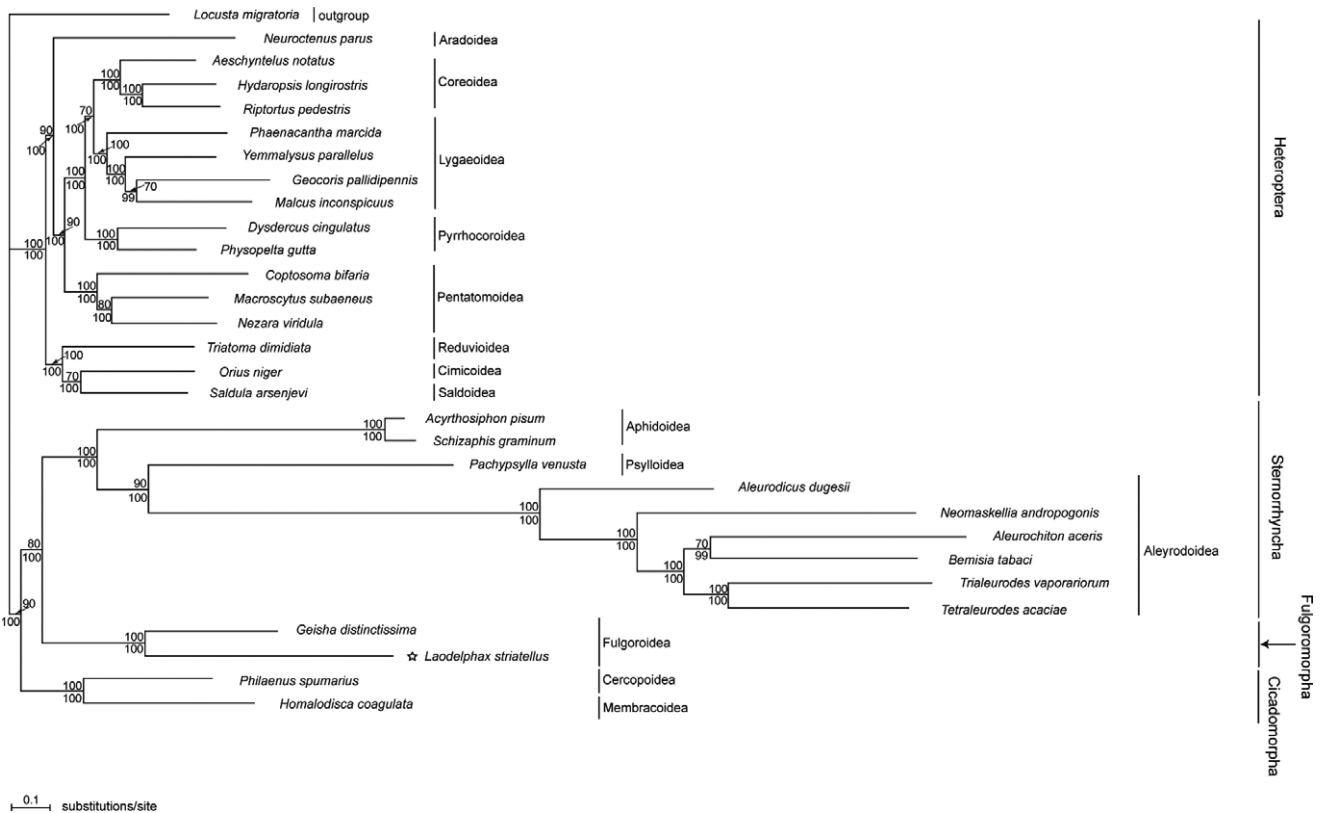 Locusta migratoria outgroup
Neuroctenus parus Aradoidea
Aeschyntelus notatus
100
100
Hydaropsis longirostris Coreoidea
100
100
Riptortus pedestris
70
100
Phaenacantha marcida
90
100
100
100
Yemmalysus parallelus Lygaeoidea
100
100
100
100
Geocoris pallidipennis
70
99
Malcus inconspicuus
Heteroptera
Dysdercus cingulatus
90
100
100
100
Pyrrhocoroidea
Physopelta gutta
100
100
Coptosoma bifaria
100
100
Macroscytus subaeneus Pentatomoidea
80
100
Nezara viridula
Triatoma dimidiata Reduvioidea
100
100
Orius niger Cimicoidea
70
100
Saldula arsenjevi Saldoidea
Acyrthosiphon pisum
100
100
Aphidoidea
Schizaphis graminum
100
100
Pachypsylla venusta Psylloidea
90
100
Aleurodicus dugesii
100
100
Neomaskellia andropogonis
Sternorrhyncha
100
100
Aleurochiton aceris
70
99
Aleyrodoidea
80
100
Bemisia tabaci
100
100
Trialeurodes vaporariorum
100
100
Tetraleurodes acaciae
90
100
Geisha distinctissima
100
100
Fulgoroidea
Fulgoromorpha
☆ Laodelphax striatellus
Philaenus spumarius Cercopoidea
100
100
Homalodisca coagulata Membracoidea
Cicadomorpha
0.1 substitutions/site